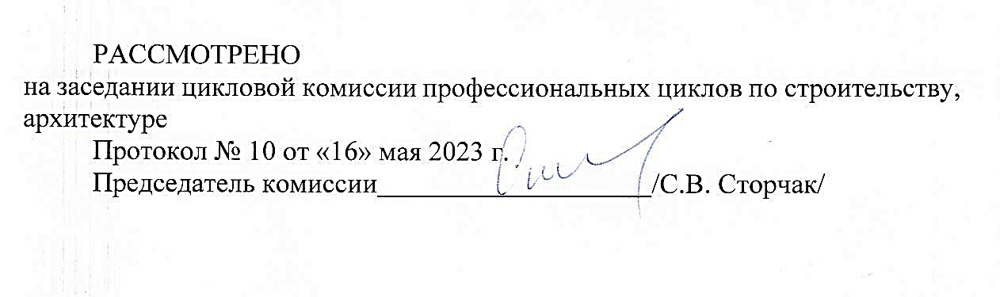 РАССМОТРЕНО
на заседании цикловой комиссии профессиональных циклов по строительству,
архитектуре
Протокол № 10 от «16» мая 2023 г.
Председатель комиссии____________________/С.В. Сторчак/